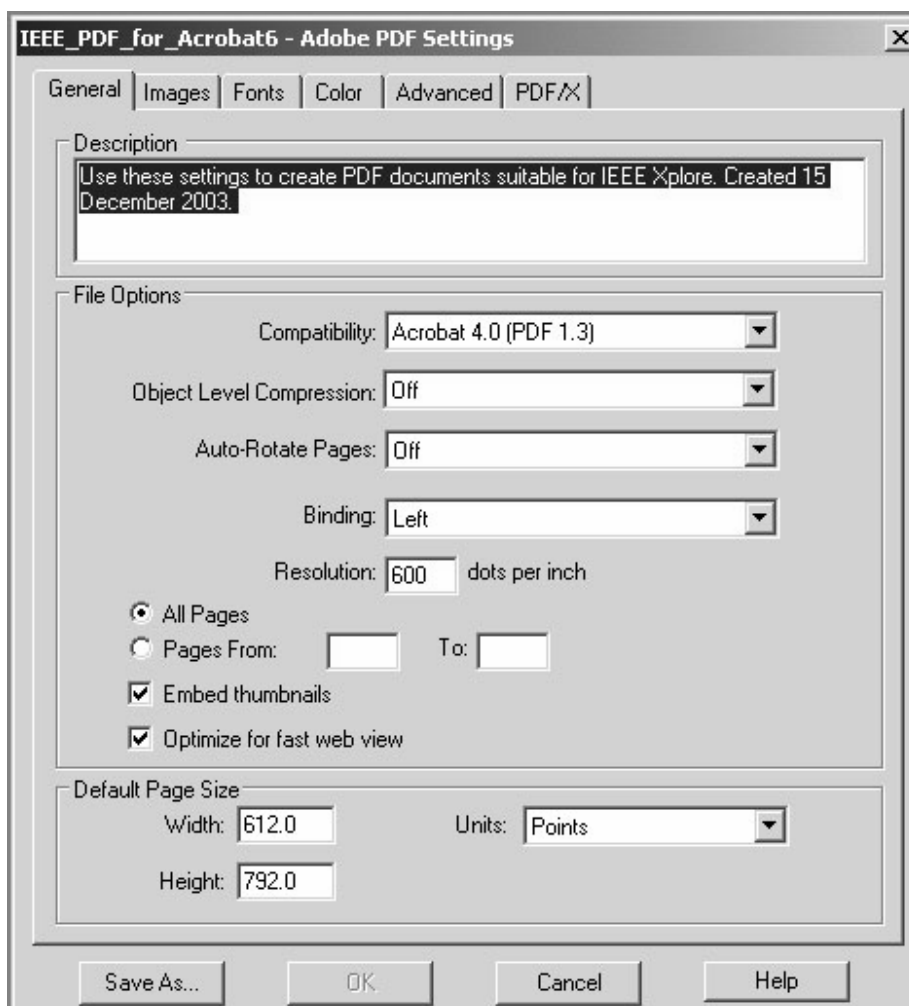 IEEE_PDF_for_Acrobat6 - Adobe PDF Settings
General Images Fonts Color Advanced PDF/X
Description
Use these settings to create PDF documents suitable for IEEE Xplore. Created 15
December 2003.
File Options
Compatibility: Acrobat 4.0 (PDF 1.3)
Object Level Compression: Off
Auto-Rotate Pages: Off
Binding: Left
Resolution: 600 dots per inch
All Pages
Pages From: To:
Embed thumbnails
Optimize for fast web view
Default Page Size
Width: 612.0 Units: Points
Height: 792.0
Save As... OK Cancel Help